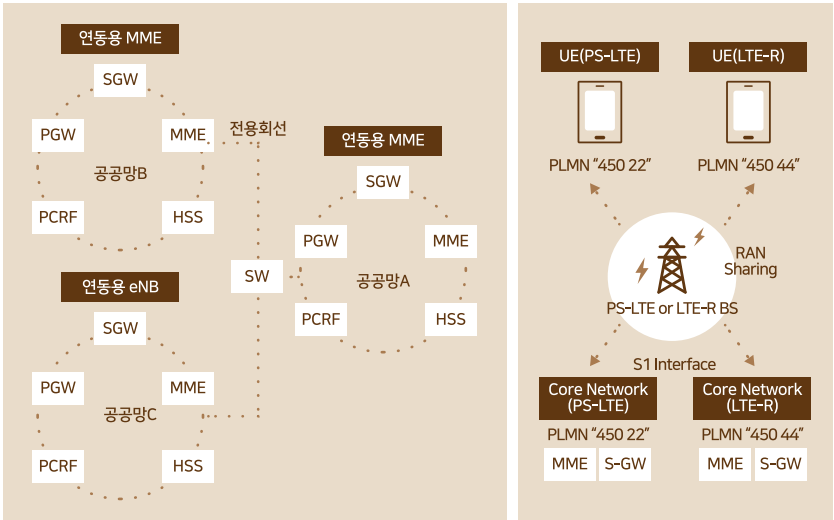 연동용 MME
SGW
PGW
MME
전용회선
공공망B
PCRF
HSS
연동용 eNB
SGW
PGW
MME
공공망C
PCRF
HSS
SW
연동용 MME
SGW
PGW
MME
공공망A
PCRF
HSS
UE(PS-LTE)
UE(LTE-R)
PLMN “450 22”
PLMN “450 44”
RAN
Sharing
PS-LTE or LTE-R BS
S1 Interface
Core Network
(PS-LTE)
Core Network
(LTE-R)
PLMN “450 22”
PLMN “450 44”
MME
S-GW
MME
S-GW